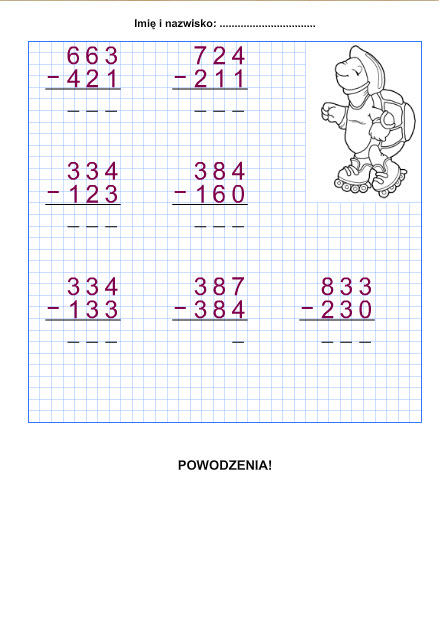 Imię i nazwisko: ................................
663 724
- 421 - 211
_ _ _ _ _ _
334 384
- 123 - 160
_ _ _ _ _ _
334 387 833
- 133 - 384 - 230
_ _ _ _ _ _ _
POWODZENIA!